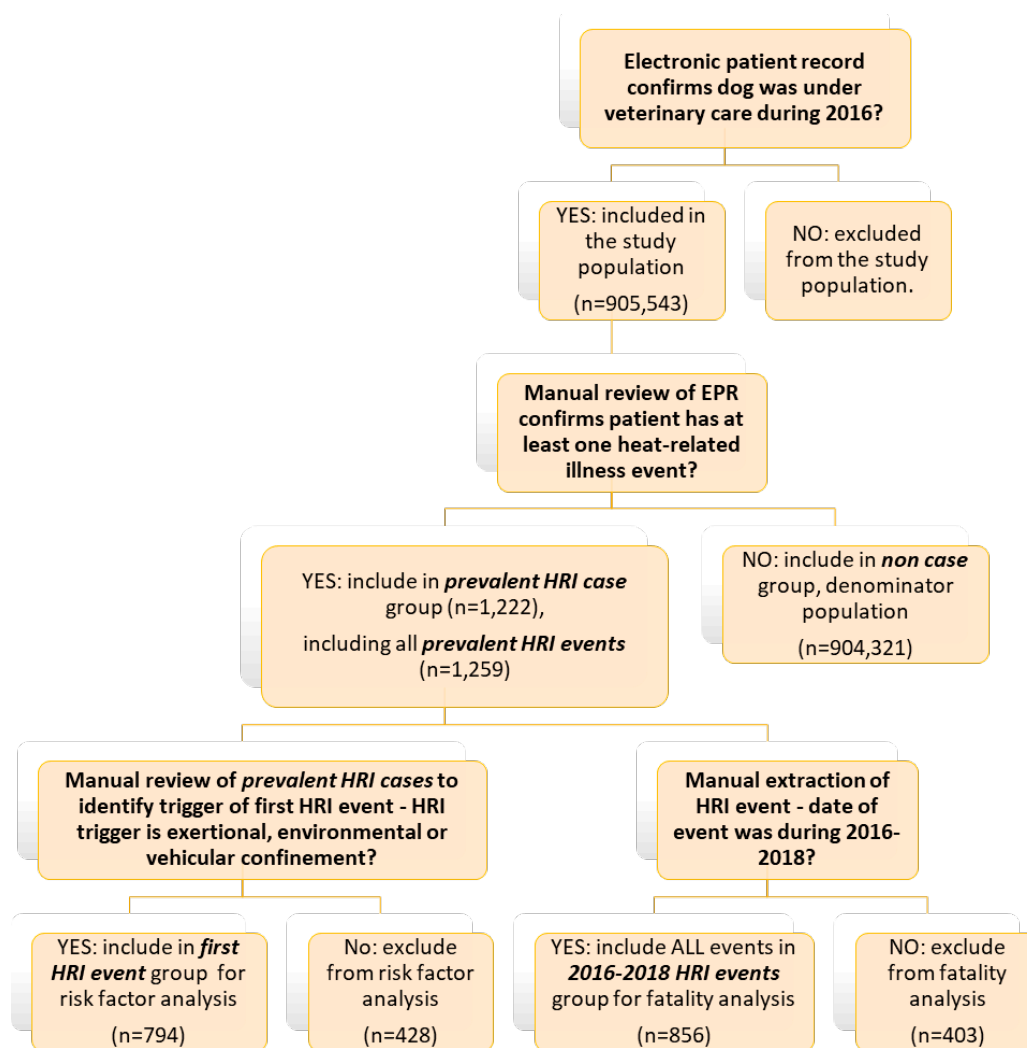 Electronic patient record
confirms dog was under
veterinary care during 2016?
YES: included in
the study
population
(n=905,543)
NO: excluded
from the study
population.
Manual review of EPR
confirms patient has at
least one heat-related
illness event?
YES: include in prevalent HRI case
group (n=1,222),
including all prevalent HRI events
(n=1,259)
NO: include in non case
group, denominator
population
(n=904,321)
Manual review of prevalent HRI cases to
identify trigger of first HRI event - HRI
trigger is exertional, environmental or
vehicular confinement?
Manual extraction of
HRI event - date of
event was during 2016-
2018?
YES: include in first
HRI event group for
risk factor analysis
(n=794)
No: exclude
from risk factor
analysis
(n=428)
YES: include ALL events in
2016-2018 HRI events
group for fatality analysis
(n=856)
NO: exclude
from fatality
analysis
(n=403)